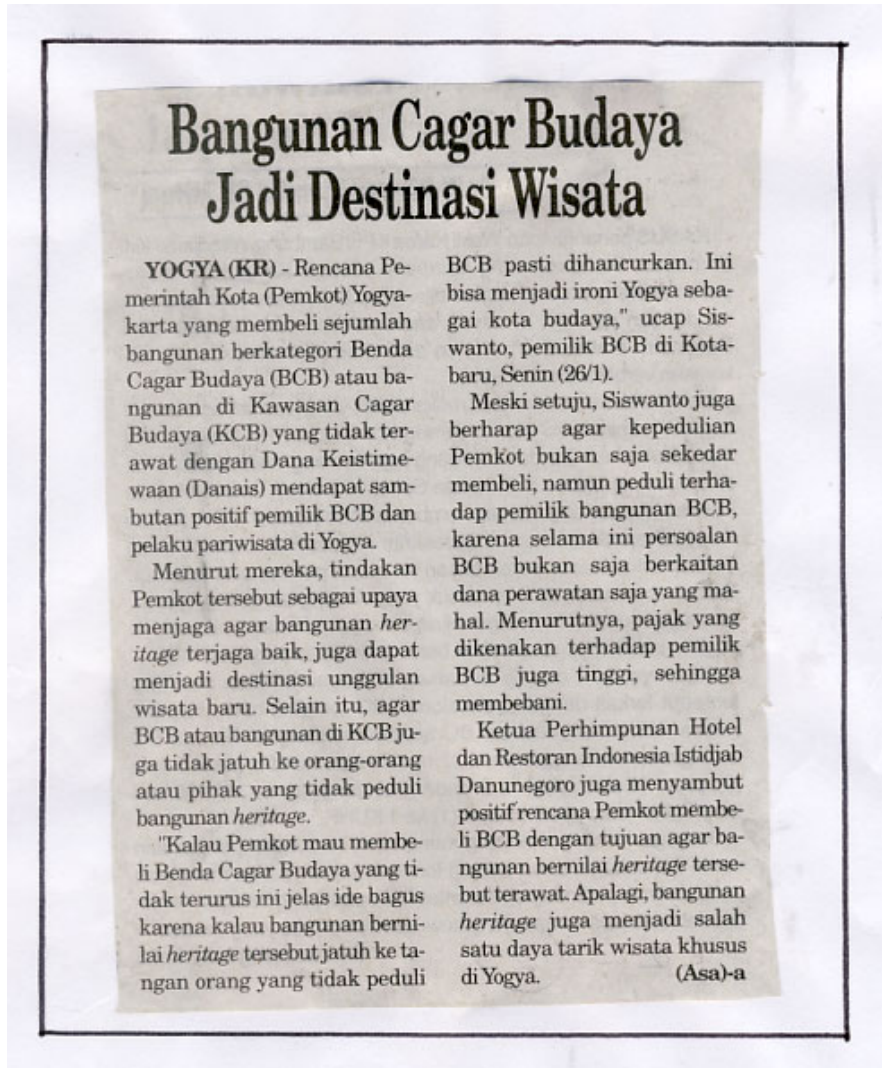 Bangunan Cagar Budaya
Jadi Destinasi Wisata
YOGYA (KR) - Rencana Pe-
merintah Kota (Pemkot) Yogya-
karta yang membeli sejumlah
bangunan berkategori Benda
Cagar Budaya (BCB) atau ba-
ngunan di Kawasan Cagar
Budaya (KCB) yang tidak ter-
awat dengan Dana Keistime-
waan (Danais) mendapat sam-
butan positif pemilik BCB dan
pelaku pariwisata di Yogya.
Menurut mereka, tindakan
Pemkot tersebut sebagai upaya
menjaga agar bangunan her-
itage terjaga baik, juga dapat
menjadi destinasi unggulan
wisata baru. Selain itu, agar
BCB atau bangunan di KCB ju-
ga tidak jatuh ke orang-orang
atau pihak yang tidak peduli
bangunan heritage.
"Kalau Pemkot mau membe-
li Benda Cagar Budaya yang ti-
dak terurus ini jelas ide bagus
karena kalau bangunan berni-
lai heritage tersebut jatuh ke ta-
ngan orang yang tidak peduli
BCB pasti dihancurkan. Ini
bisa menjadi ironi Yogya seba-
gai kota budaya," ucap Sis-
wanto, pemilik BCB di Kota-
baru, Senin (26/1).
Meski setuju, Siswanto juga
berharap agar kepedulian
Pemkot bukan saja sekedar
membeli, namun peduli terha-
dap pemilik bangunan BCB,
karena selama ini persoalan
BCB bukan saja berkaitan
dana perawatan saja yang ma-
hal. Menurutnya, pajak yang
dikenakan terhadap pemilik
BCB juga tinggi, sehingga
membebani.
Ketua Perhimpunan Hotel
dan Restoran Indonesia Istidjab
Danunegoro juga menyambut
positif rencana Pemkot membe-
li BCB dengan tujuan agar ba-
ngunan bernilai heritage terse-
but terawat. Apalagi, bangunan
heritage juga menjadi salah
satu daya tarik wisata khusus
di Yogya. (Asa)-a